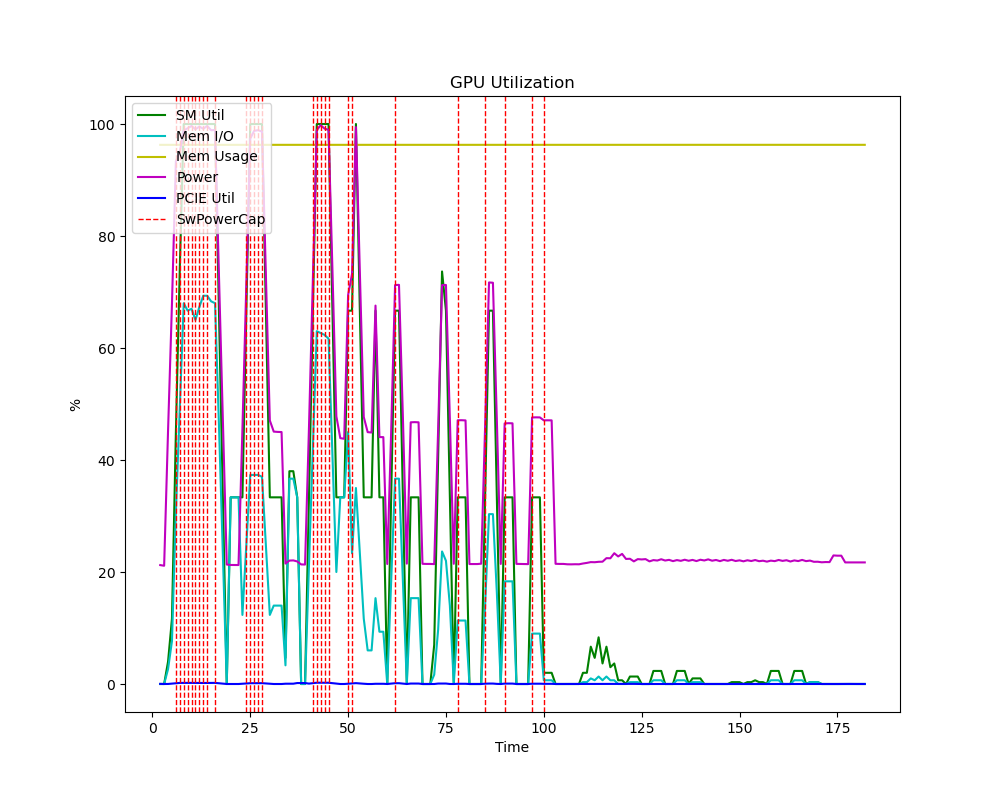 GPU Utilization
100
80
60
40
20
0
%
SM Util
Mem I/O
Mem Usage
Power
PCIE Util
SwPowerCap
0 25 50 75 100 125 150 175
Time